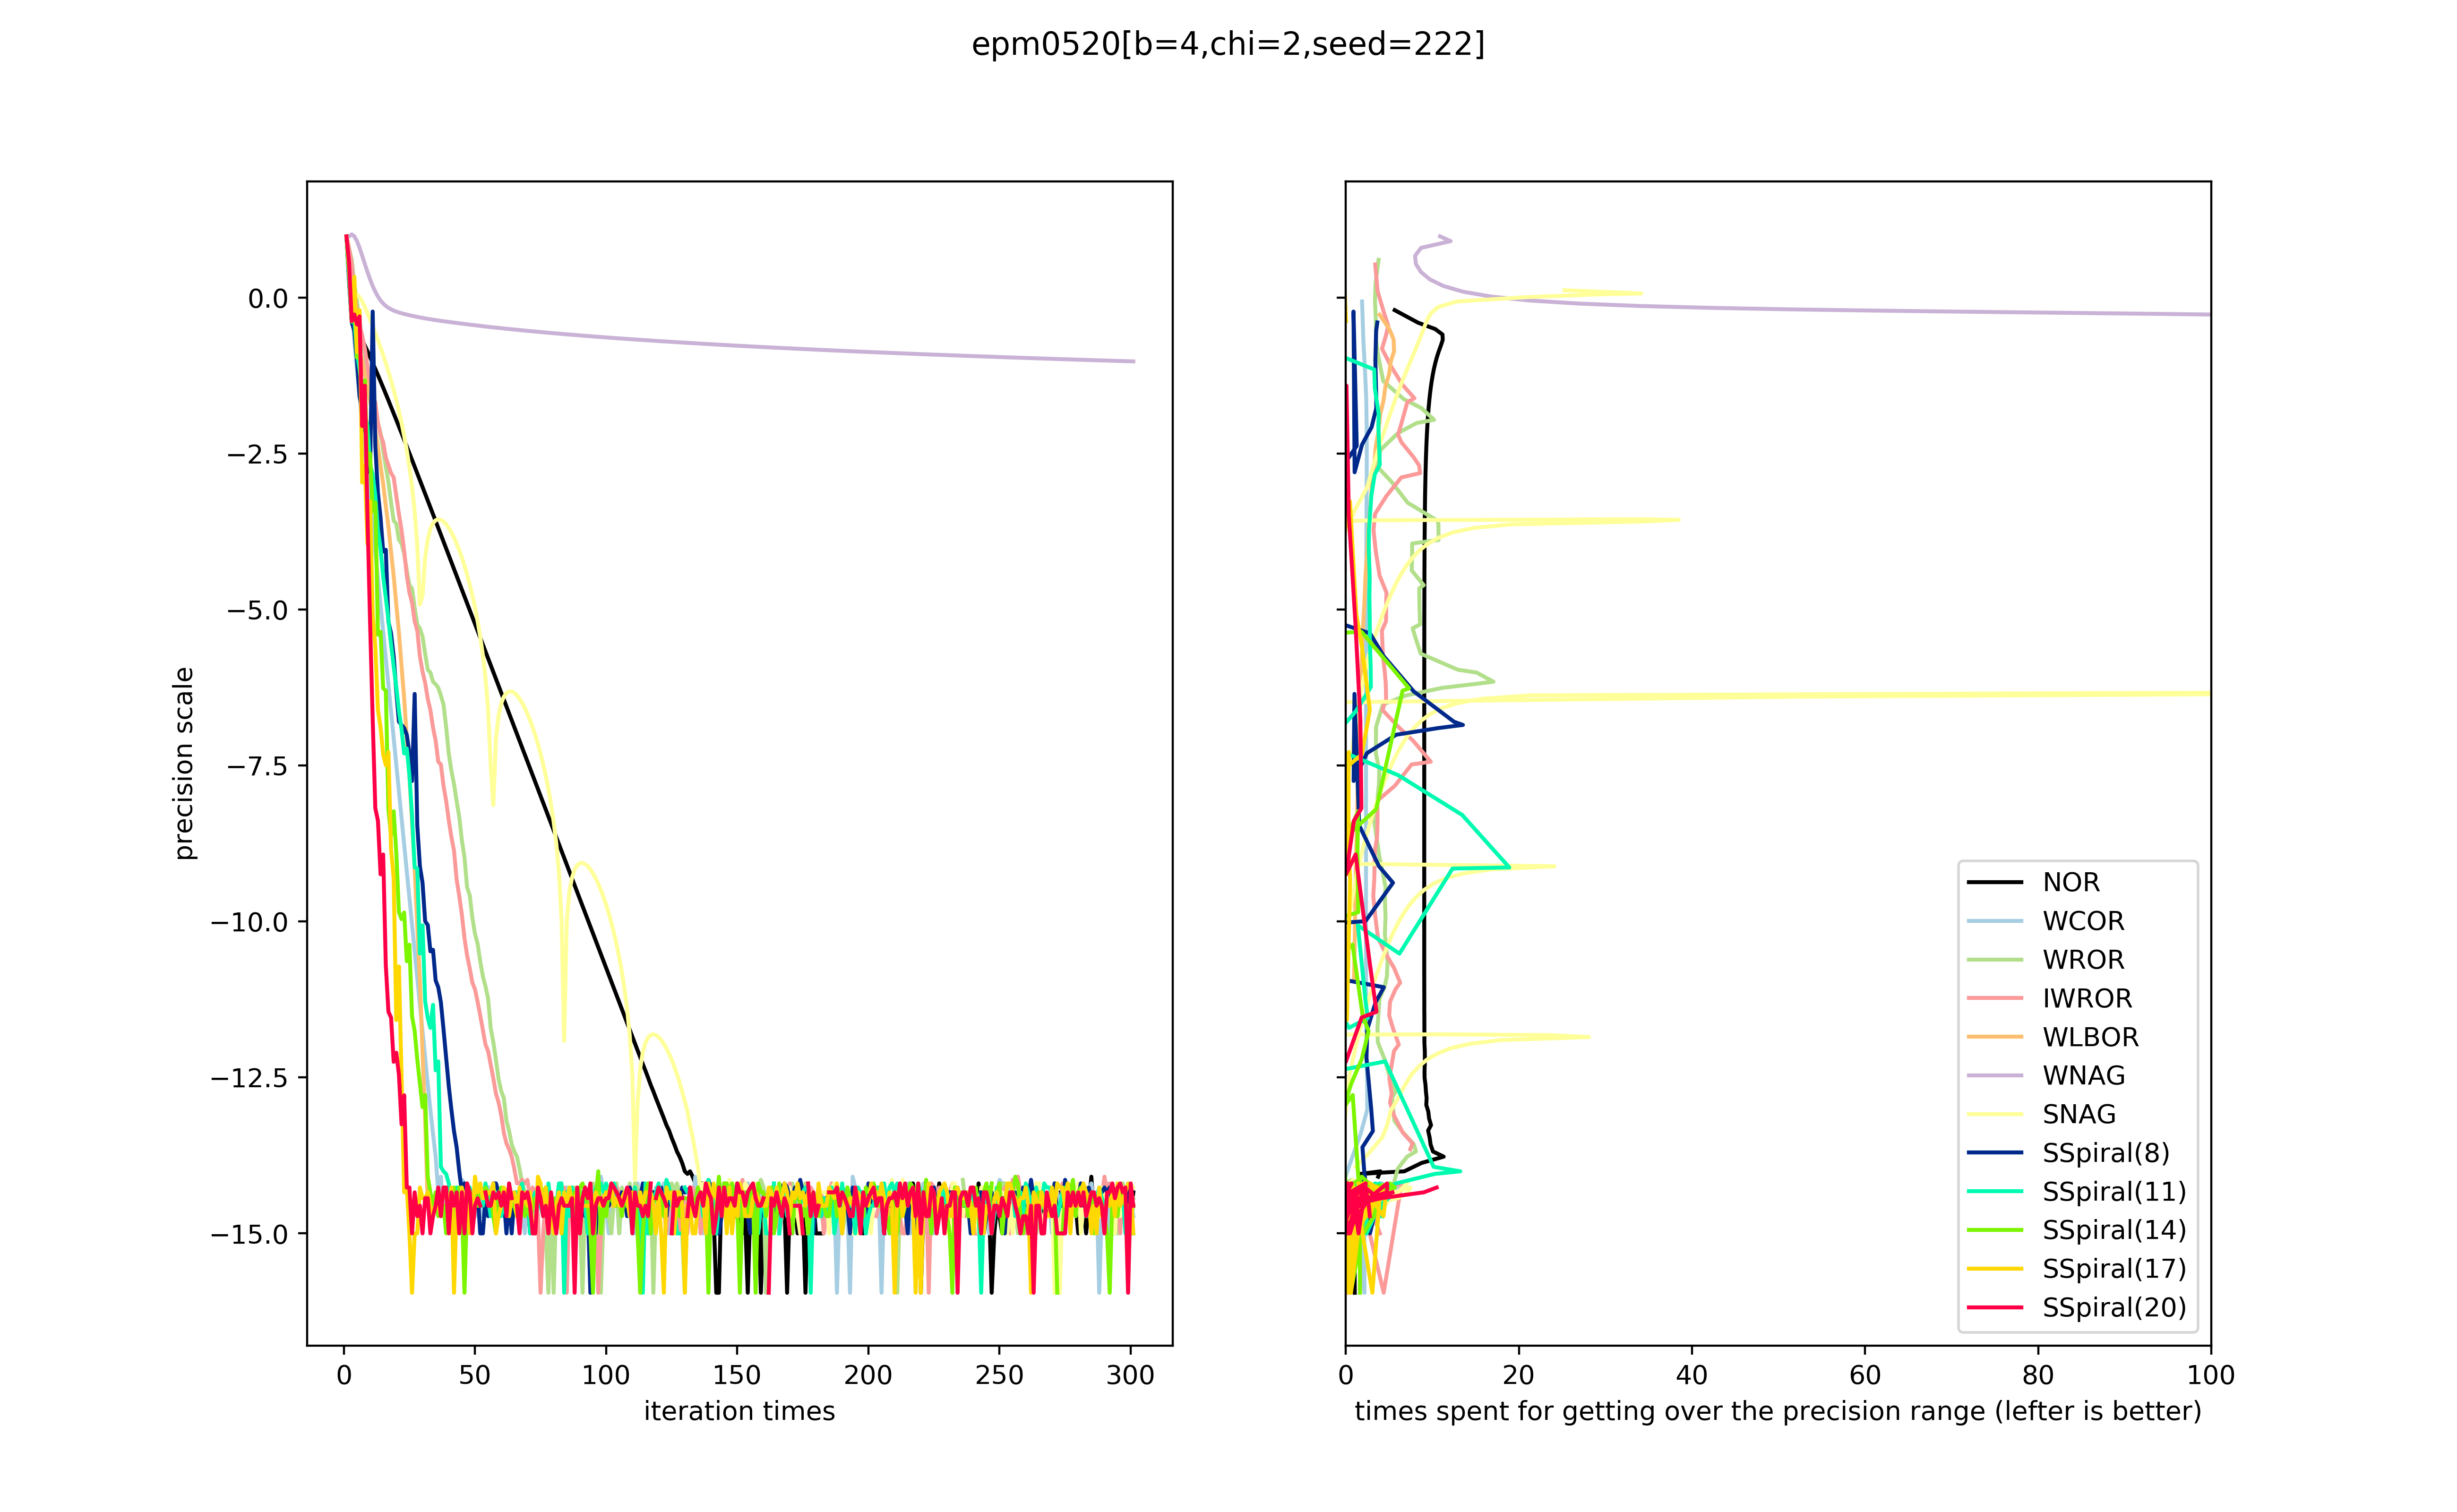 epm0520[b=4,chi=2,seed=222]
precision scale
0.0
−2.5
−5.0
−7.5
−10.0
−12.5
−15.0
0 50 100 150 200 250 300
iteration times
0 20 40 60 80 100
times spent for getting over the precision range (lefter is better)
NOR
WCOR
WROR
IWROR
WLBOR
WNAG
SNAG
SSpiral(8)
SSpiral(11)
SSpiral(14)
SSpiral(17)
SSpiral(20)